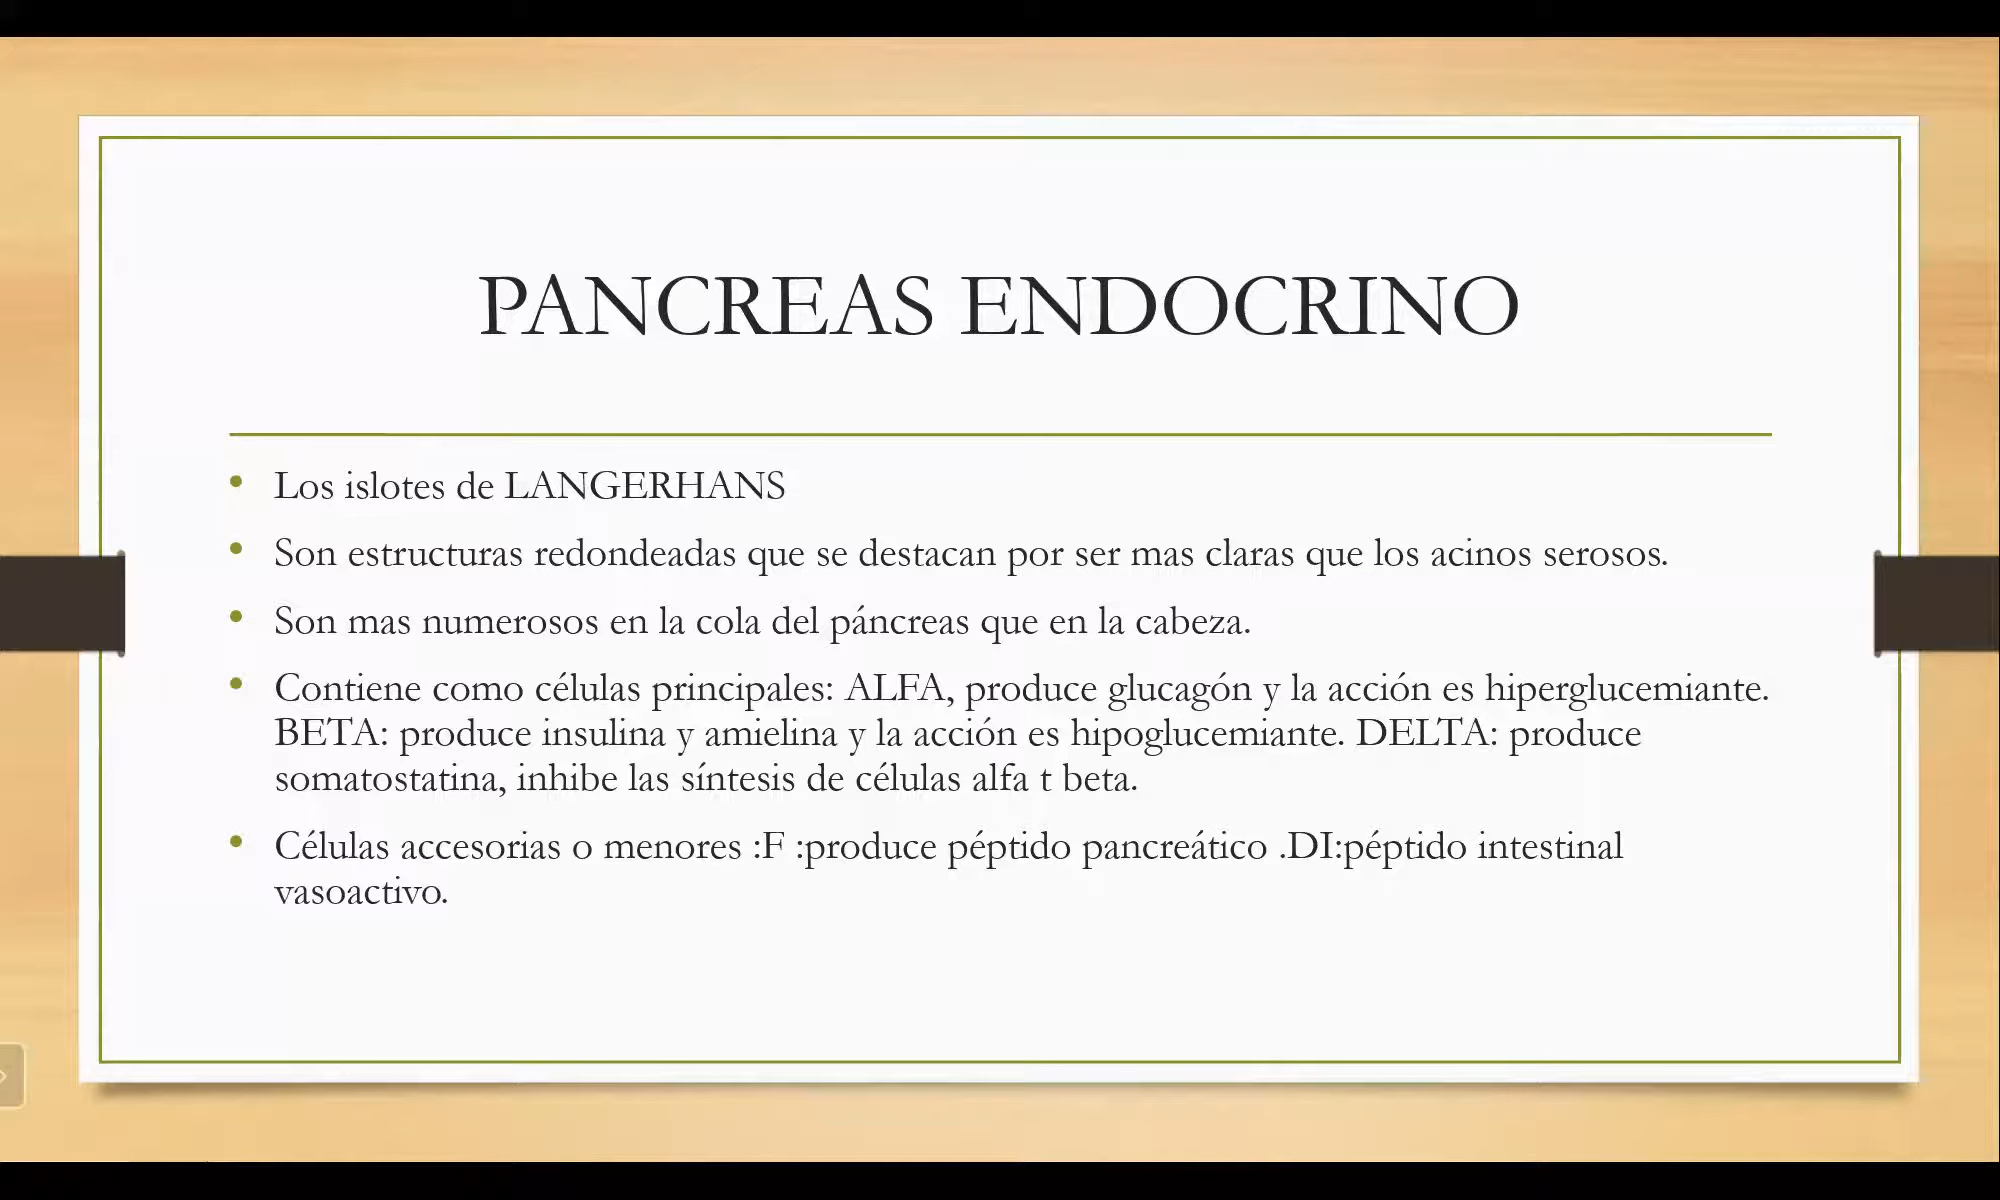 PANCREAS ENDOCRINO
• Los islotes de LANGERHANS
• Son estructuras redondeadas que se destacan por ser mas claras que los acinos serosos.
• Son mas numerosos en la cola del páncreas que en la cabeza.
• Contiene como células principales: ALFA, produce glucagón y la acción es hiperglucemiante.
BETA: produce insulina y amielina y la acción es hipoglucemiante. DELTA: produce
somatostatina, inhibe las síntesis de células alfa t beta.
• Células accesorias o menores :F :produce péptido pancreático .DI:péptido intestinal
vasoactivo.